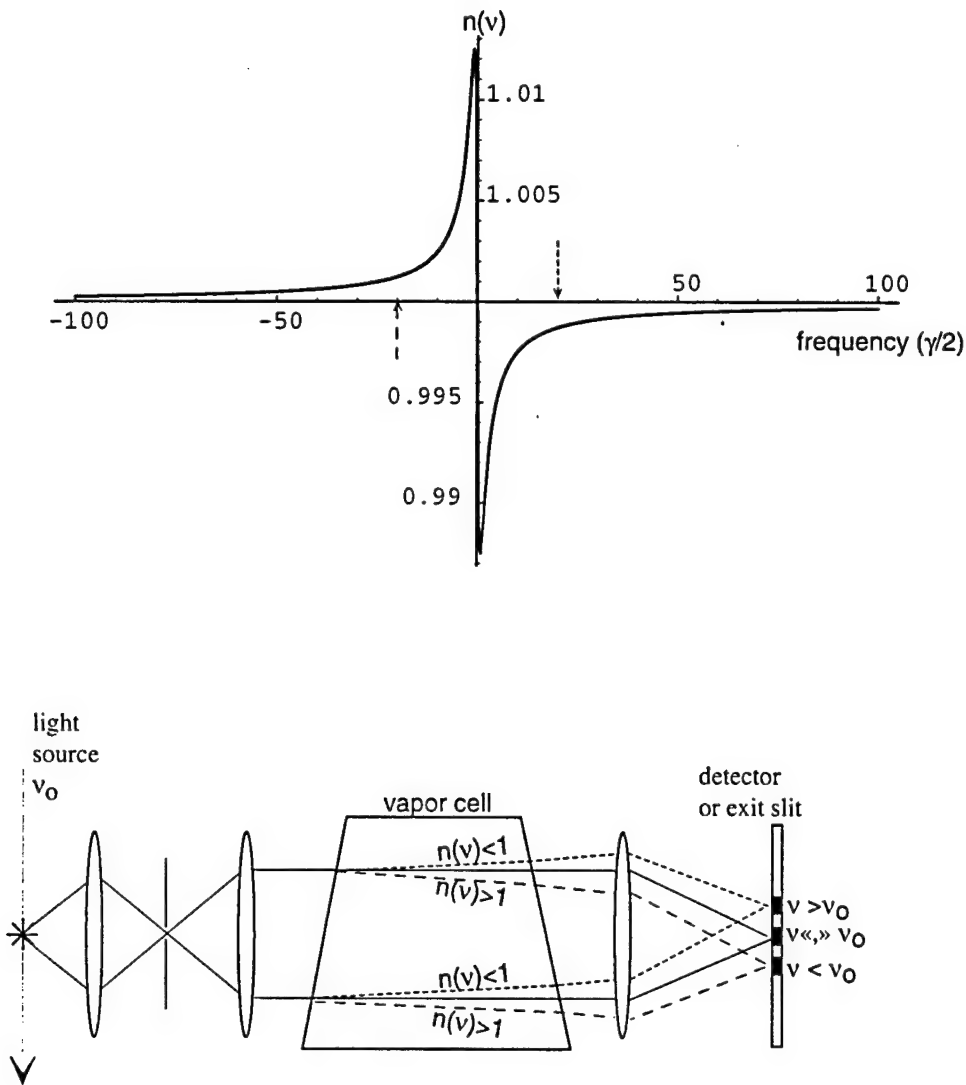 n(ν)
1.01
1.005
-100
-50
50
100
frequency (γ/2)
0.995
0.99
light
source
ν₀
vapor cell
detector
or exit slit
n(ν)<1
n(ν)>1
ν >ν₀
ν«,» ν₀
ν < ν₀
n(ν)<1
n(ν)>1